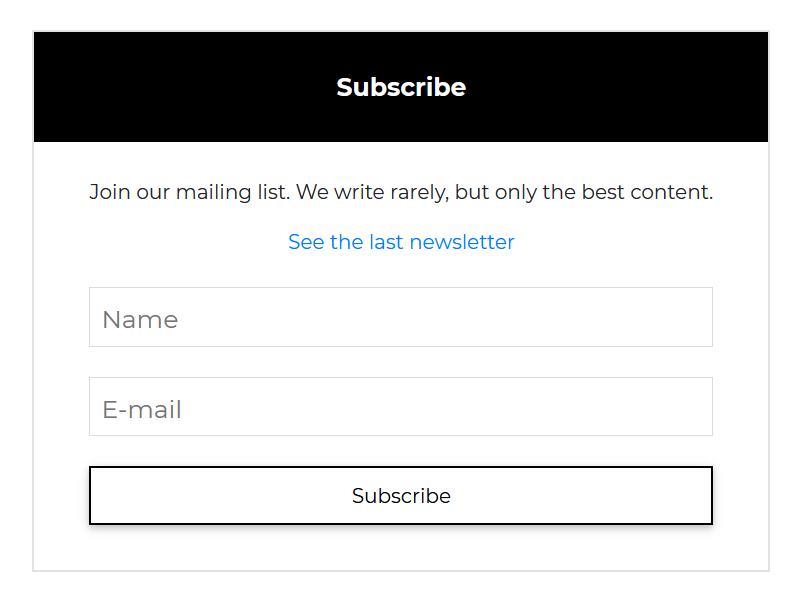 Subscribe
Join our mailing list. We write rarely, but only the best content.
See the last newsletter
Name
E-mail
Subscribe